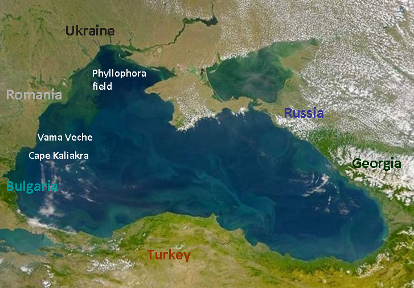 Ukraine
Phyllophora
field
Romania
Russia
Vama Veche
Cape Kaliakra
Georgia
Bulgaria
Turkey